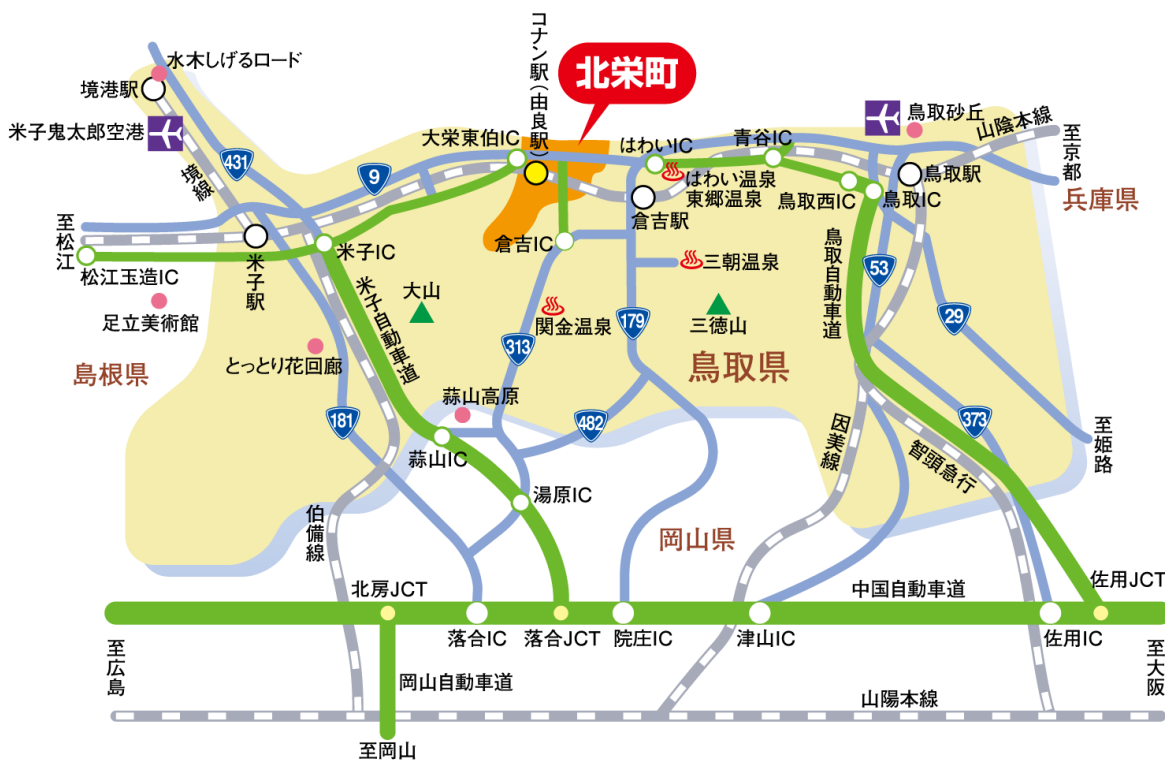 水木しげるロード
境港駅
米子鬼太郎空港
431
境線
9
コナン駅(由良駅)
北栄町
大栄東伯IC
はわいIC
青谷IC
鳥取砂丘
山陰本線
至京都
兵庫県
はわい温泉
東郷温泉
鳥取西IC
鳥取IC
鳥取駅
倉吉駅
倉吉IC
至松江
松江玉造IC
米子駅
米子IC
米子自動車道
大山
関金温泉
三朝温泉
三徳山
鳥取自動車道
53
29
足立美術館
島根県
とっとり花回廊
313
179
鳥取県
181
蒜山高原
482
373
蒜山IC
因美線
智頭急行
至姫路
湯原IC
伯備線
岡山県
北房JCT
中国自動車道
佐用JCT
落合IC
落合JCT
院庄IC
津山IC
佐用IC
至広島
至大阪
岡山自動車道
山陽本線
至岡山